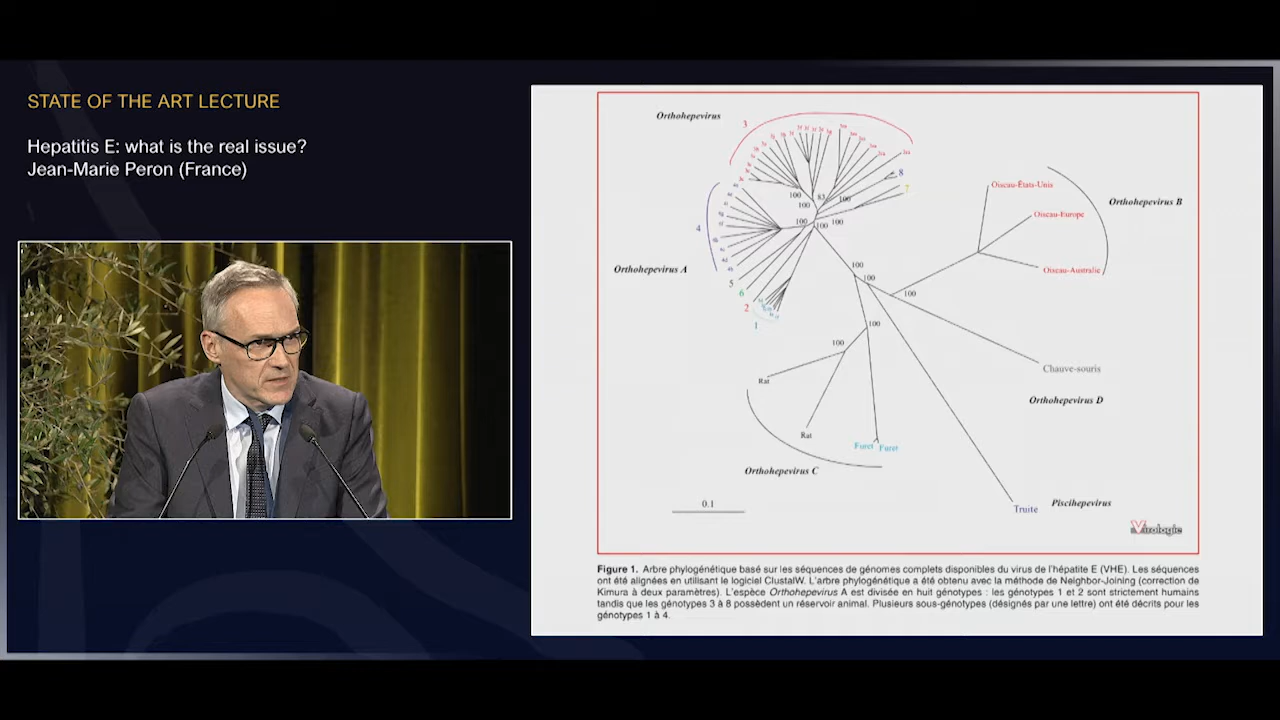 STATE OF THE ART LECTURE
Hepatitis E: what is the real issue?
Jean-Marie Peron (France)
Orthohepevirus
3
8
7
4
Orthohepevirus A
5
6
2
1
100
100
83
100
100
100
100
Oiseau-États-Unis
Oiseau-Europe
Oiseau-Australie
Orthohepevirus B
100
100
100
100
100
Rat
Rat
Furet Furet
Orthohepevirus C
Chauve-souris
Orthohepevirus D
0.1
Truite
Piscihepevirus
Virologie
Figure 1. Arbre phylogénétique basé sur les séquences de génomes complets disponibles du virus de l'hépatite E (VHE). Les séquences
ont été alignées en utilisant le logiciel ClustalW. L'arbre phylogénétique a été obtenu avec la méthode de Neighbor-Joining (correction de
Kimura à deux paramètres). L'espèce Orthohepevirus A est divisée en huit génotypes : les génotypes 1 et 2 sont strictement humains
tandis que les génotypes 3 à 8 possèdent un réservoir animal. Plusieurs sous-génotypes (désignés par une lettre) ont été décrits pour les
génotypes 1 à 4.